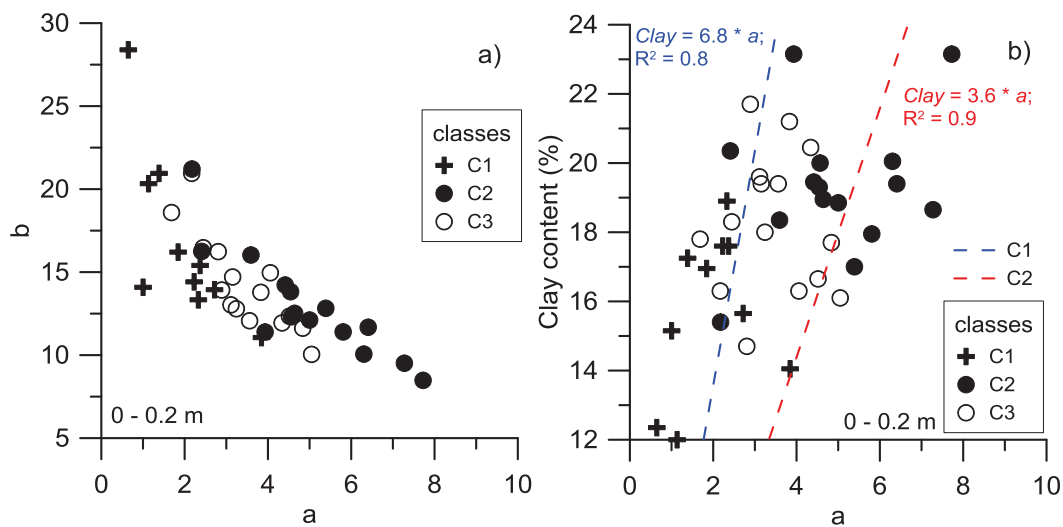 a)
b
30
25
20
15
10
5
0 2 4 6 8 10
a
classes
C1
C2
C3
0 - 0.2 m
b)
Clay content (%)
24
22
20
18
16
14
12
0 2 4 6 8 10
a
Clay = 6.8 * a;
R² = 0.8
Clay = 3.6 * a;
R² = 0.9
C1
C2
classes
C1
C2
C3
0 - 0.2 m